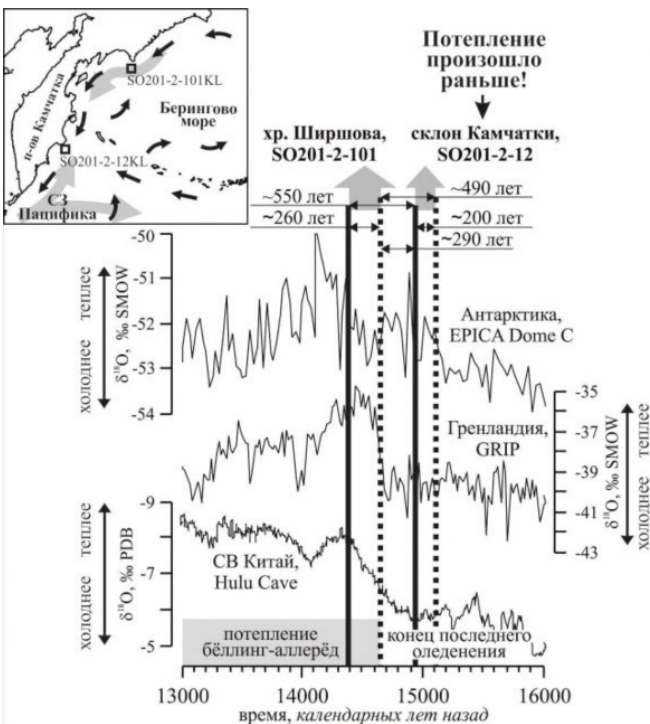 SO201-2-101KL
Берингово
море
п-ов Камчатка
SO201-2-12KL
СЗ
Пацифика
Потепление
произошло
раньше!
хр. Ширшова,
SO201-2-101
склон Камчатки,
SO201-2-12
~550 лет
~490 лет
~260 лет
~200 лет
~290 лет
-50
-51
-52
-53
-54
холоднее теплее
δ¹⁸O, ‰ SMOW
Антарктика,
EPICA Dome C
-35
-37
-39
-41
-43
δ¹⁸O, ‰ SMOW
холоднее теплее
Гренландия,
GRIP
-9
-7
-5
холоднее теплее
δ¹⁸O, ‰ PDB
СВ Китай,
Hulu Cave
потепление
бёллинг-аллерёд
конец последнего
оледенения
13000 14000 15000 16000
время, календарных лет назад